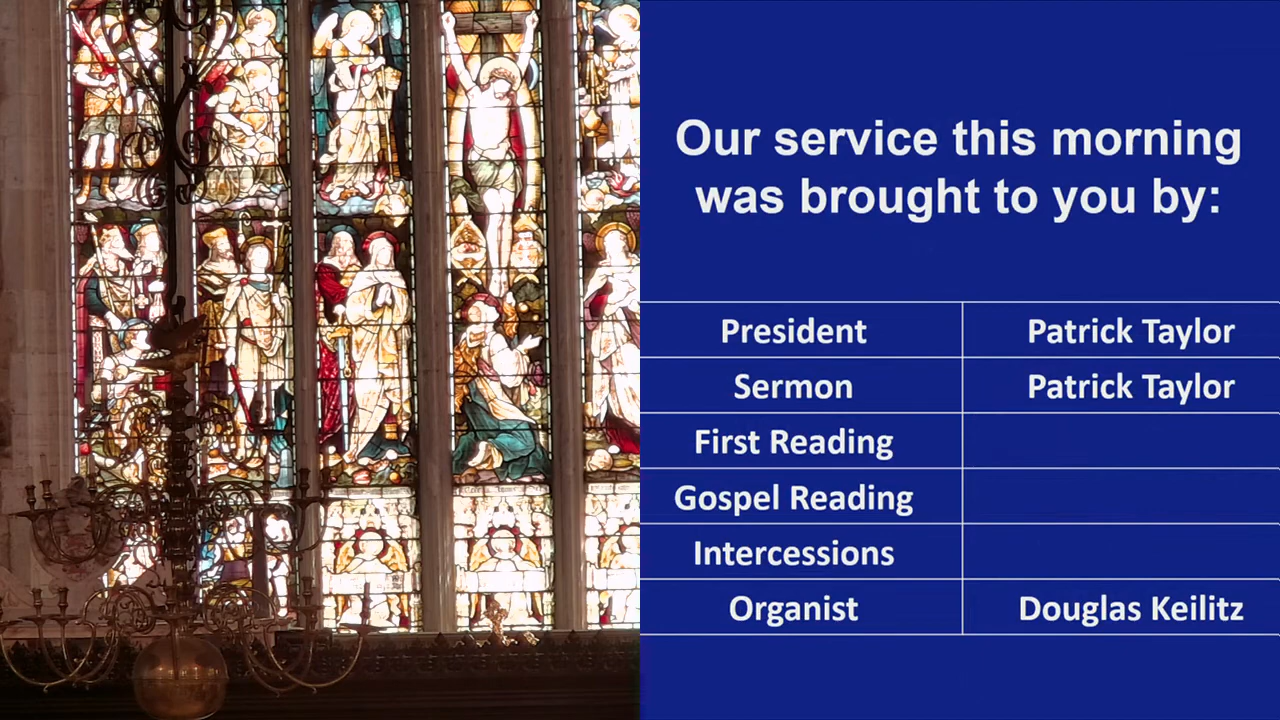 Our service this morning
was brought to you by:
President Patrick Taylor
Sermon Patrick Taylor
First Reading
Gospel Reading
Intercessions
Organist Douglas Keilitz